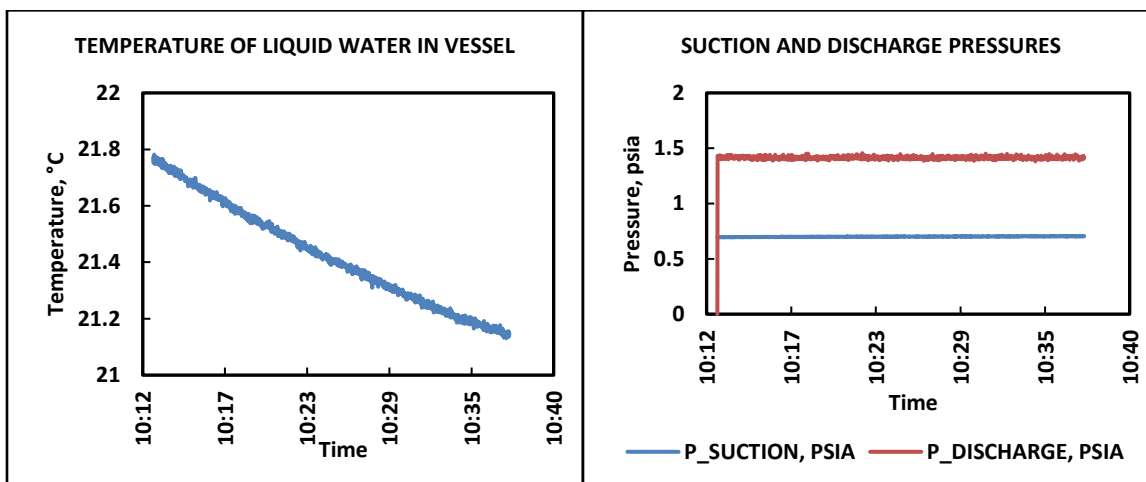 TEMPERATURE OF LIQUID WATER IN VESSEL
Temperature, °C
22
21.8
21.6
21.4
21.2
21
10:12
10:17
10:23
10:29
10:35
10:40
Time
SUCTION AND DISCHARGE PRESSURES
Pressure, psia
2
1.5
1
0.5
0
10:12
10:17
10:23
10:29
10:35
10:40
Time
P_SUCTION, PSIA
P_DISCHARGE, PSIA